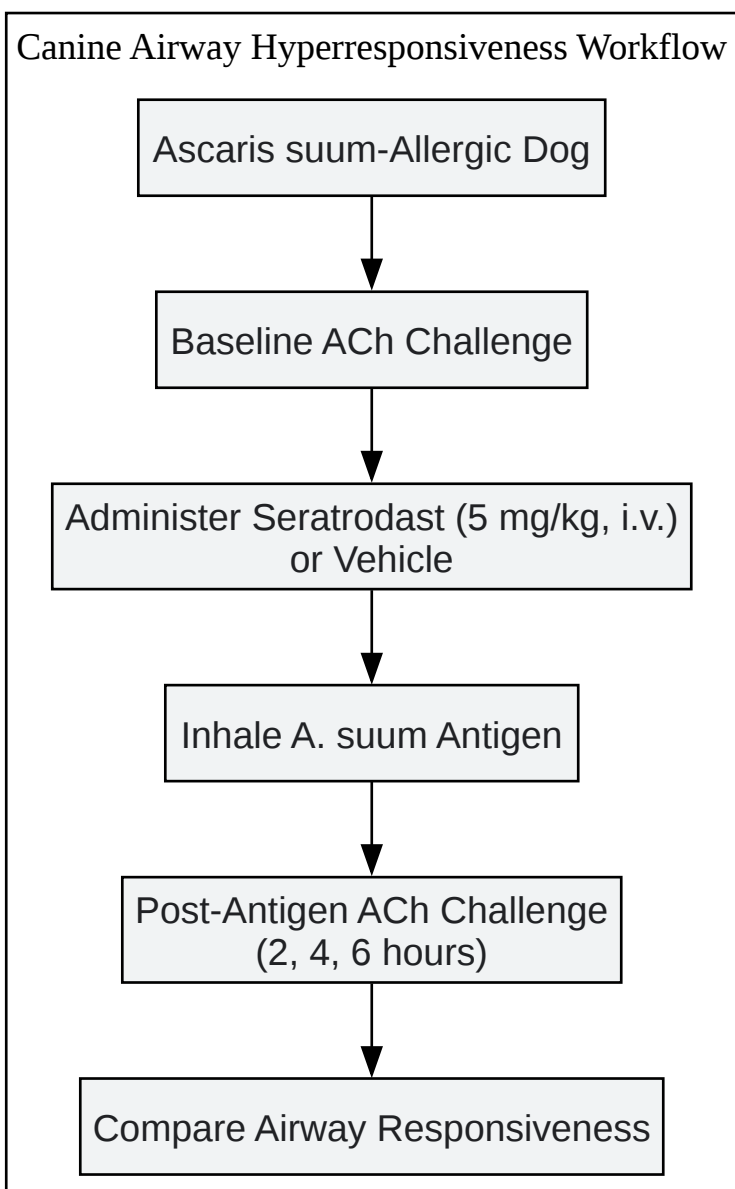 Canine Airway Hyperresponsiveness Workflow
Ascaris suum-Allergic Dog
Baseline ACh Challenge
Administer Seratrodast (5 mg/kg, i.v.)
or Vehicle
Inhale A. suum Antigen
Post-Antigen ACh Challenge
(2, 4, 6 hours)
Compare Airway Responsiveness